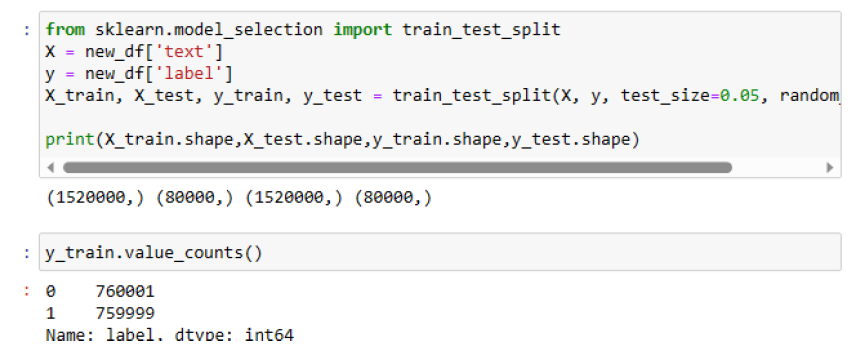 : from sklearn.model_selection import train_test_split
X = new_df['text']
y = new_df['label']
X_train, X_test, y_train, y_test = train_test_split(X, y, test_size=0.05, random_
print(X_train.shape,X_test.shape,y_train.shape,y_test.shape)
(1520000,) (80000,) (1520000,) (80000,)
: y_train.value_counts()
: 0    760001
1    759999
Name: label, dtype: int64